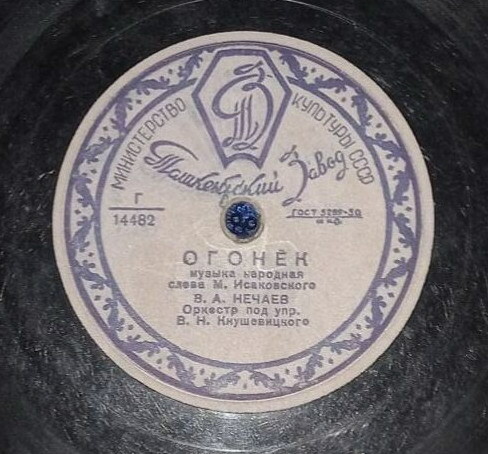 МИНИСТЕРСТВО КУЛЬТУРЫ СССР
Ташкентский Завод
Г
14482
ГОСТ 5289-50
ОГОНЁК
музыка народная
слова М. Исаковского
В. А. НЕЧАЕВ
Оркестр под упр.
В. Н. Кнушевицкого